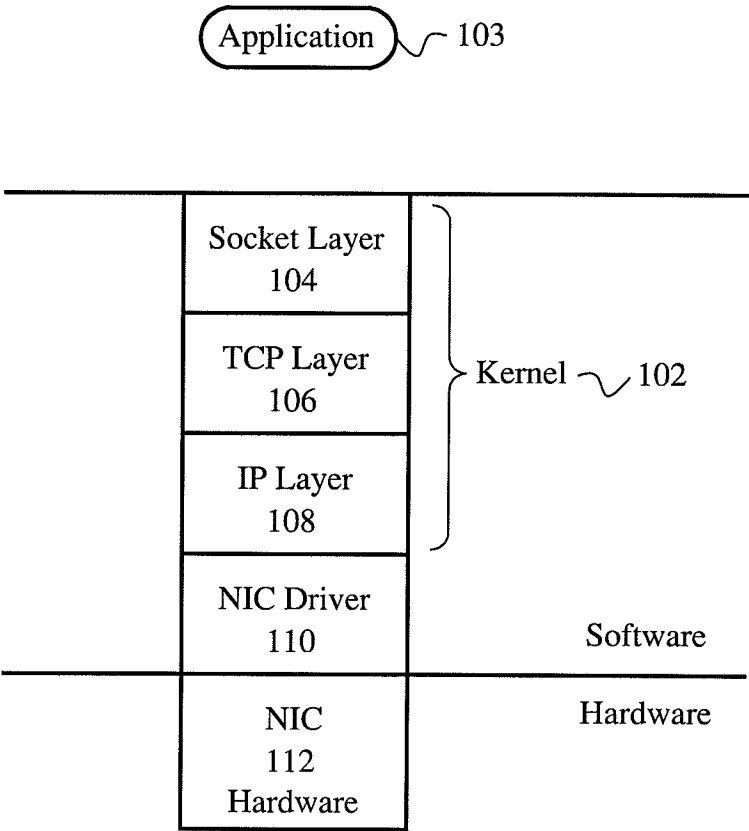 Application
103
Socket Layer
104
TCP Layer
106
Kernel
102
IP Layer
108
NIC Driver
110
Software
Hardware
NIC
112
Hardware